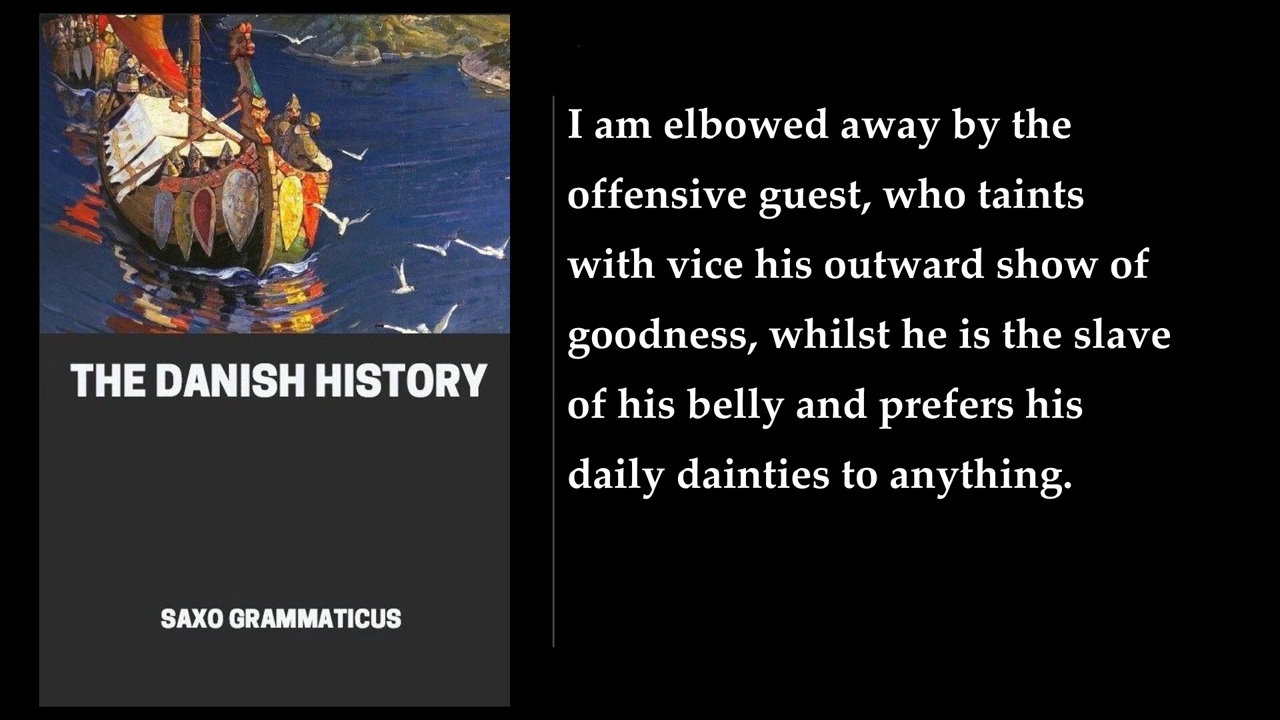 THE DANISH HISTORY
SAXO GRAMMATICUS
I am elbowed away by the
offensive guest, who taints
with vice his outward show of
goodness, whilst he is the slave
of his belly and prefers his
daily dainties to anything.